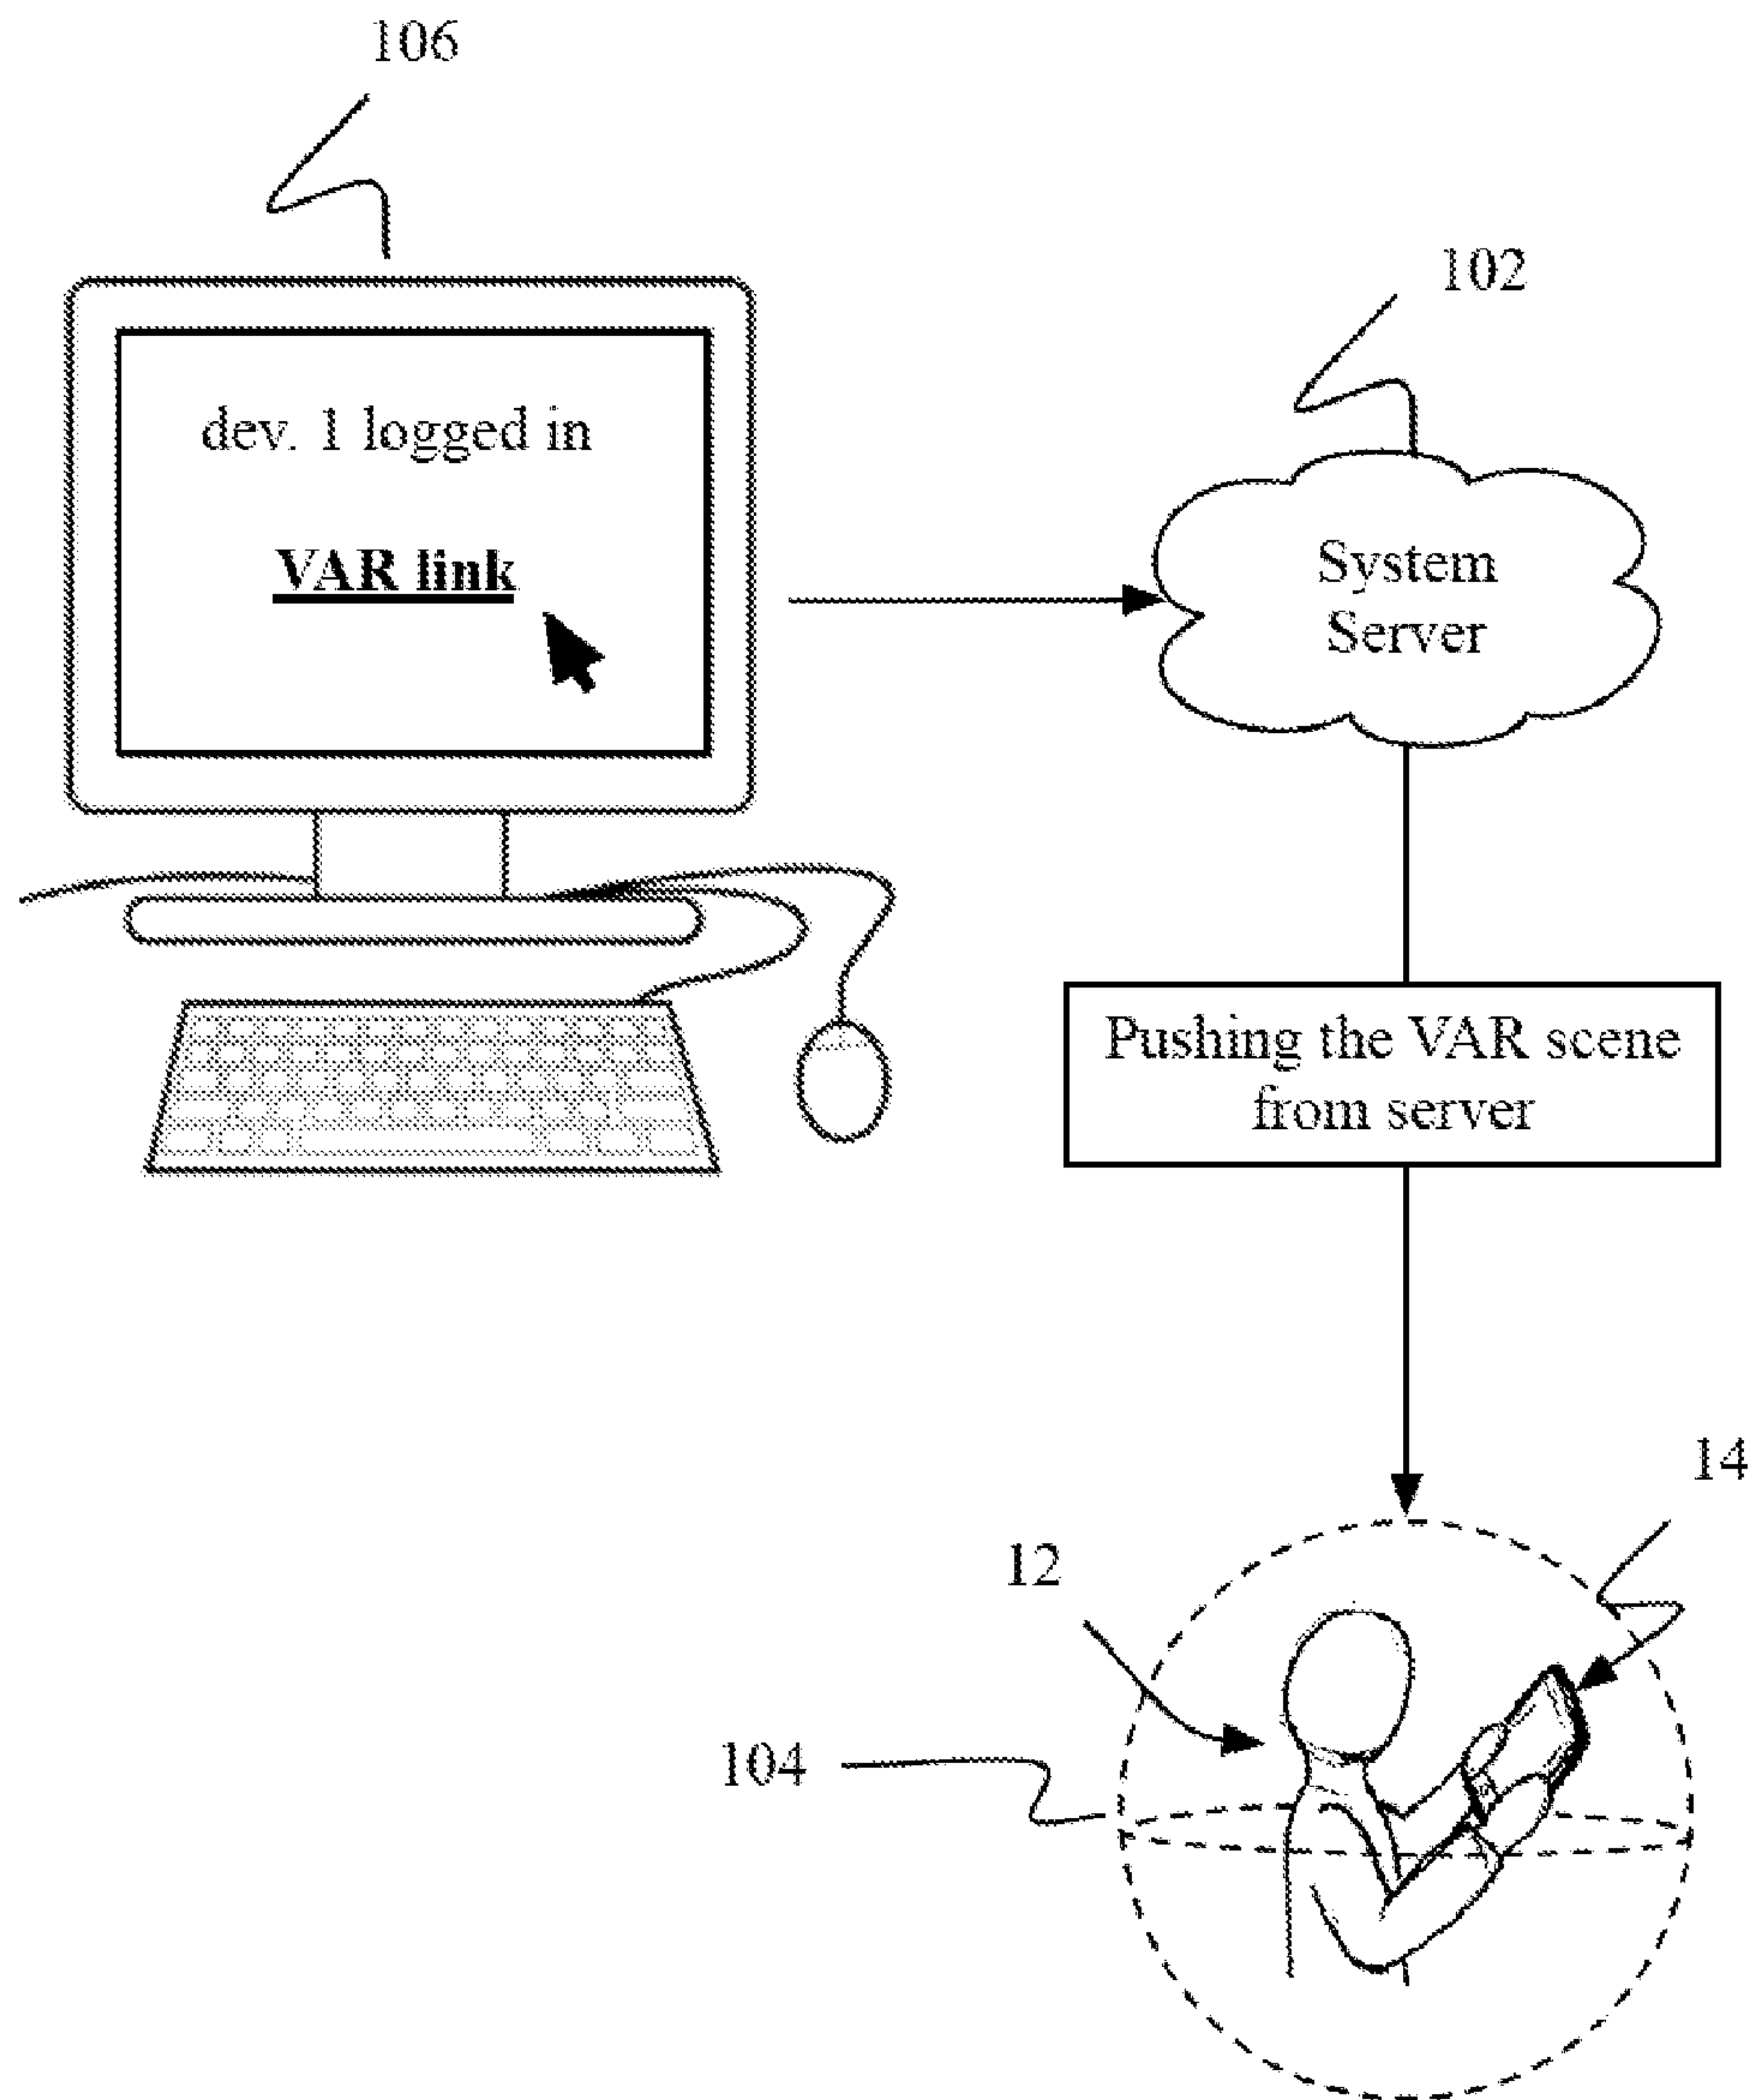 106
102
dev. 1 logged in
VAR link
System
Server
Pushing the VAR scene
from server
14
12
104